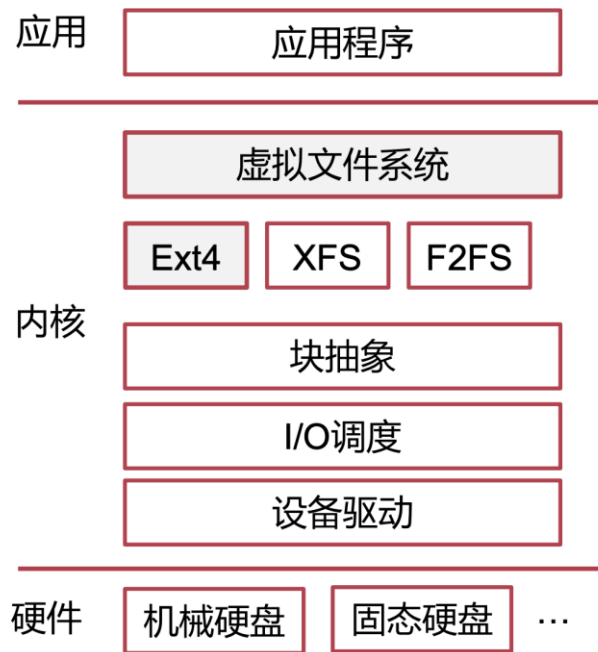 应用
应用程序
虚拟文件系统
Ext4 XFS F2FS
内核
块抽象
I/O调度
设备驱动
硬件
机械硬盘 固态硬盘 ...